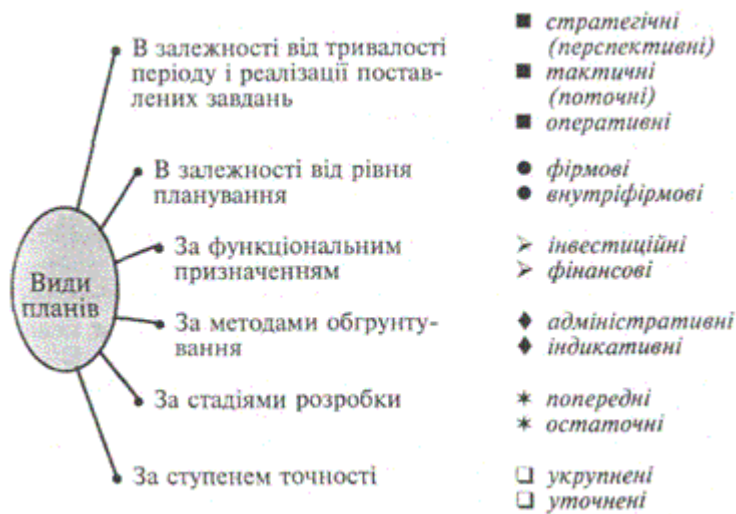 Види
планів
В залежності від тривалості
періоду і реалізації постав-
лених завдань
стратегічні
(перспективні)
тактичні
(поточні)
оперативні
В залежності від рівня
планування
фірмові
внутріфірмові
За функціональним
призначенням
інвестиційні
фінансові
За методами обгрунту-
вання
адміністративні
індикативні
За стадіями розробки
попередні
остаточні
За ступенем точності
укрупнені
уточнені